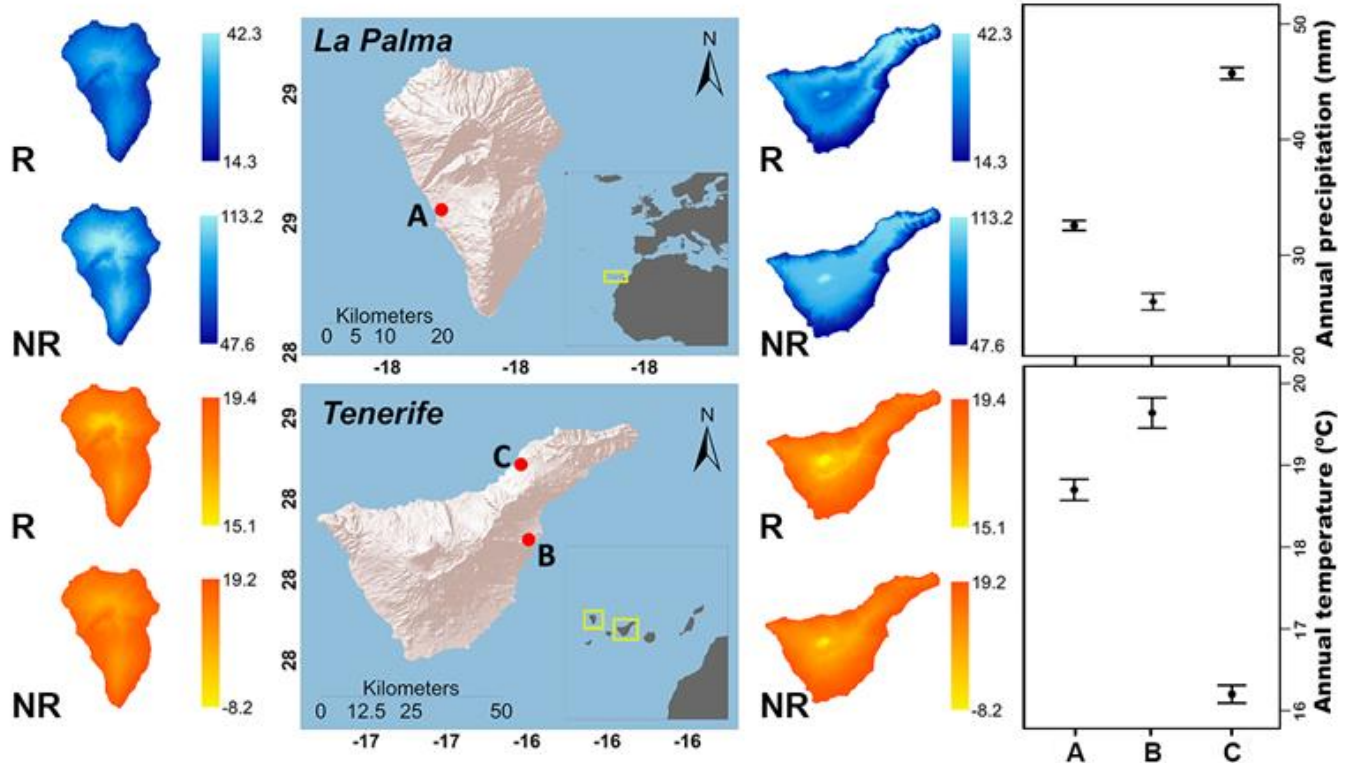 42.3
14.3
R
113.2
47.6
NR
19.4
15.1
R
19.2
-8.2
NR
La Palma
N
29
29
28
A
Kilometers
0 5 10 20
-18 -18 -18
Tenerife
N
29
28
28
28
C
B
Kilometers
0 12.5 25 50
-17 -17 -16 -16 -16
42.3
14.3
R
113.2
47.6
NR
19.4
15.1
R
19.2
-8.2
NR
50
40
30
20
Annual precipitation (mm)
20
19
18
17
16
Annual temperature (ºC)
A B C